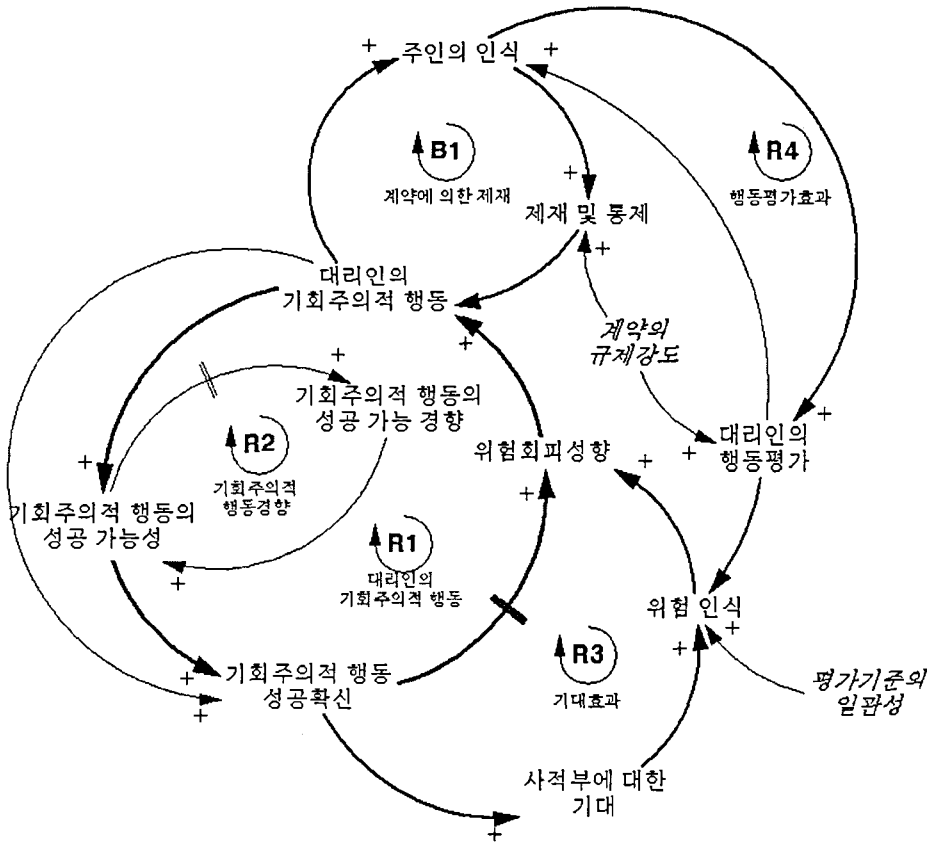 +
주인의 인식
+
B1
계약에 의한 제재
R4
행동평가효과
+
제재 및 통제
+
대리인의
기회주의적 행동
계약의
규제강도
+
+
기회주의적 행동의
성공 가능 경향
R2
기회주의적
행동경향
위험회피성향
+
+
+
대리인의
행동평가
+
+
기회주의적 행동의
성공 가능성
+
+
R1
대리인의
기회주의적 행동
위험 인식
+
+
R3
기대효과
평가기준의
일관성
+
기회주의적 행동
성공확신
+
사적부에 대한
기대
+